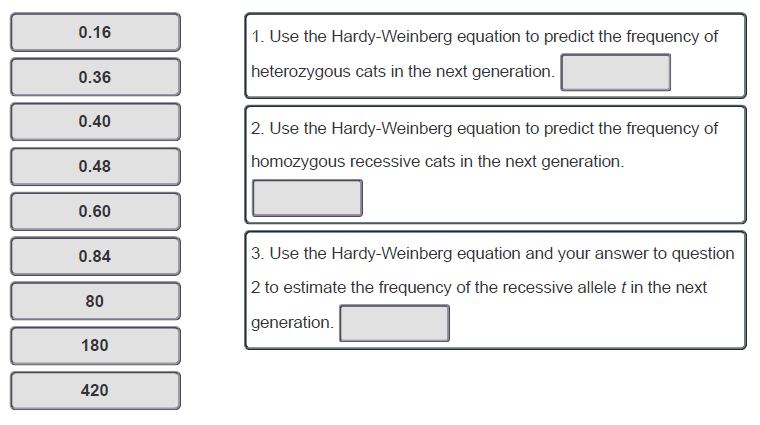 0.16
0.36
0.40
0.48
0.60
0.84
80
180
420
1. Use the Hardy-Weinberg equation to predict the frequency of
heterozygous cats in the next generation.
2. Use the Hardy-Weinberg equation to predict the frequency of
homozygous recessive cats in the next generation.
3. Use the Hardy-Weinberg equation and your answer to question
2 to estimate the frequency of the recessive allele t in the next
generation.